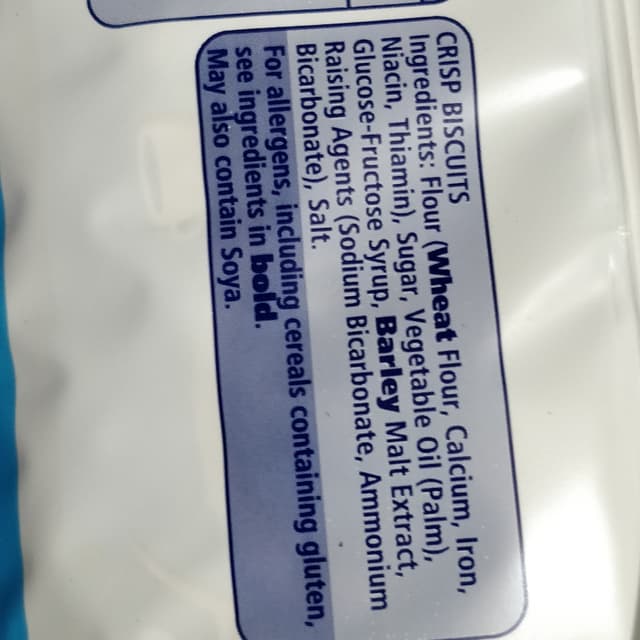 CRISP BISCUITS
Ingredients: Flour (Wheat Flour, Calcium, Iron,
Niacin, Thiamin), Sugar, Vegetable Oil (Palm),
Glucose-Fructose Syrup, Barley Malt Extract,
Raising Agents (Sodium Bicarbonate, Ammonium
Bicarbonate), Salt.
For allergens, including cereals containing gluten,
see ingredients in bold.
May also contain Soya.